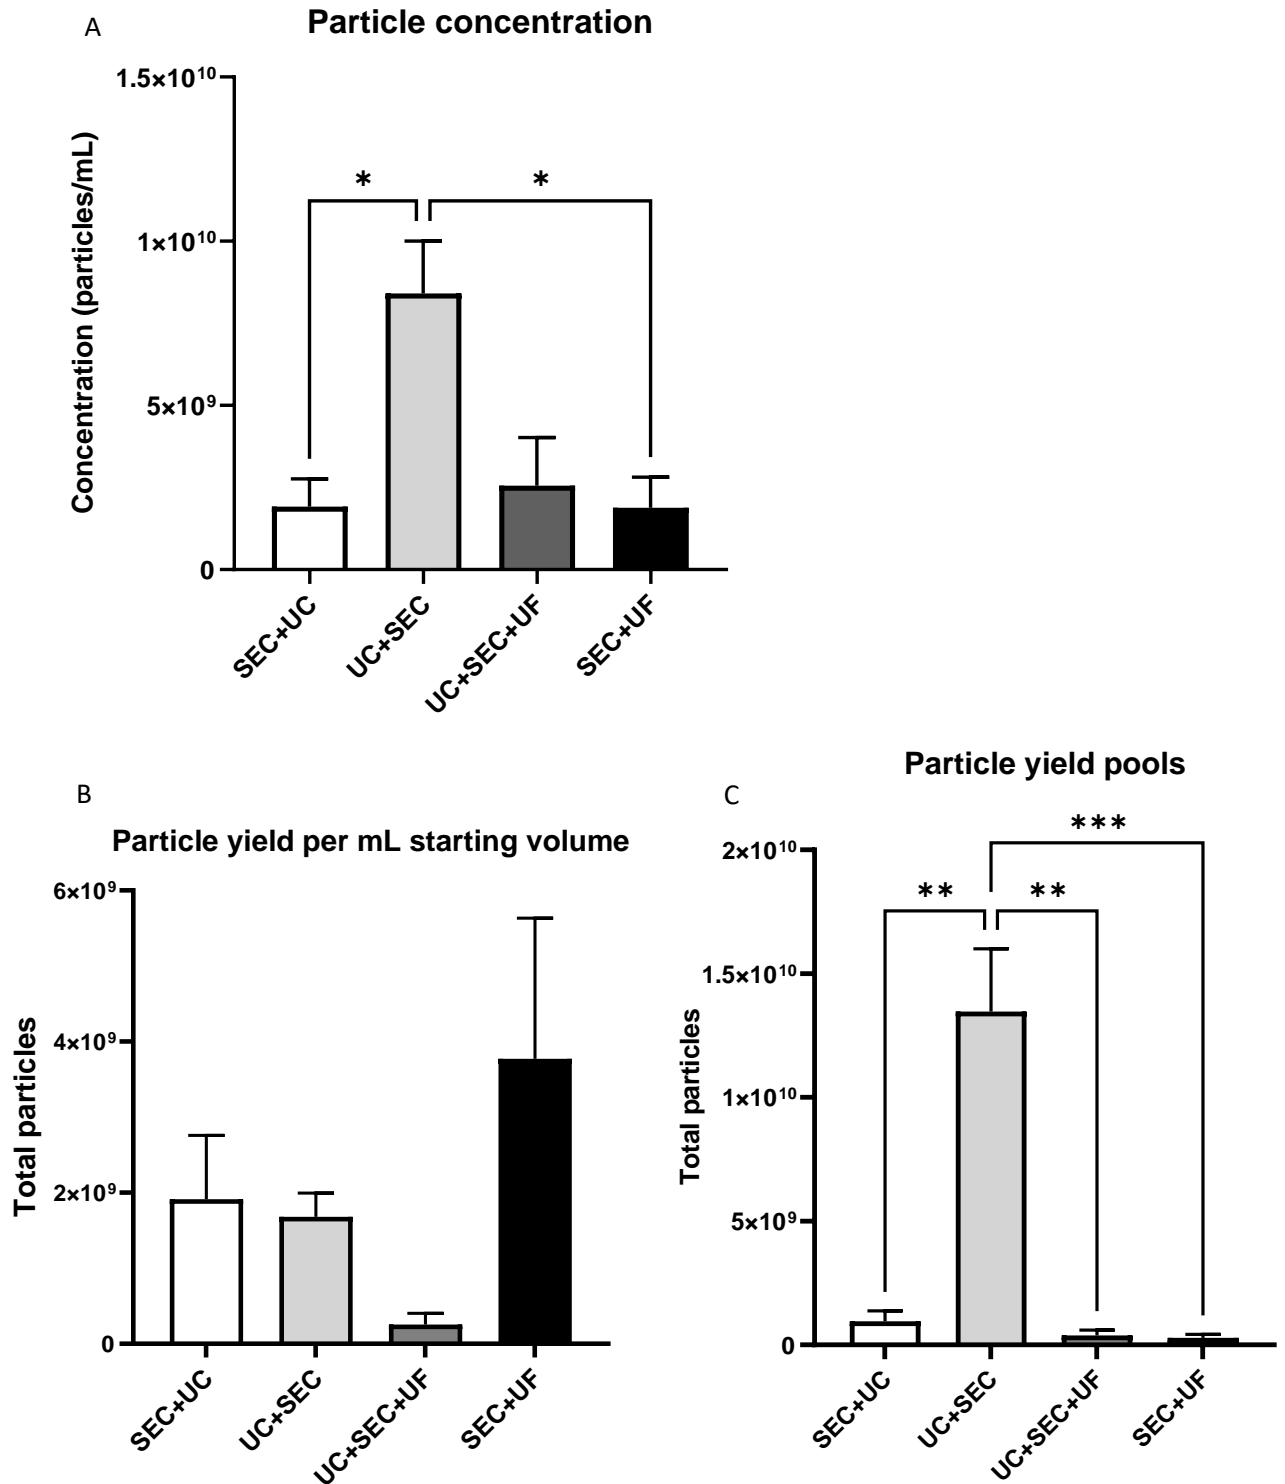 A
Particle concentration
1.5×10¹⁰
1×10¹⁰
5×10⁹
0
Concentration (particles/mL)
*
*
SEC+UC
UC+SEC
UC+SEC+UF
SEC+UF
B
Particle yield per mL starting volume
6×10⁹
4×10⁹
2×10⁹
0
Total particles
SEC+UC
UC+SEC
UC+SEC+UF
SEC+UF
C
Particle yield pools
2×10¹⁰
1.5×10¹⁰
1×10¹⁰
5×10⁹
0
Total particles
***
**
**
SEC+UC
UC+SEC
UC+SEC+UF
SEC+UF